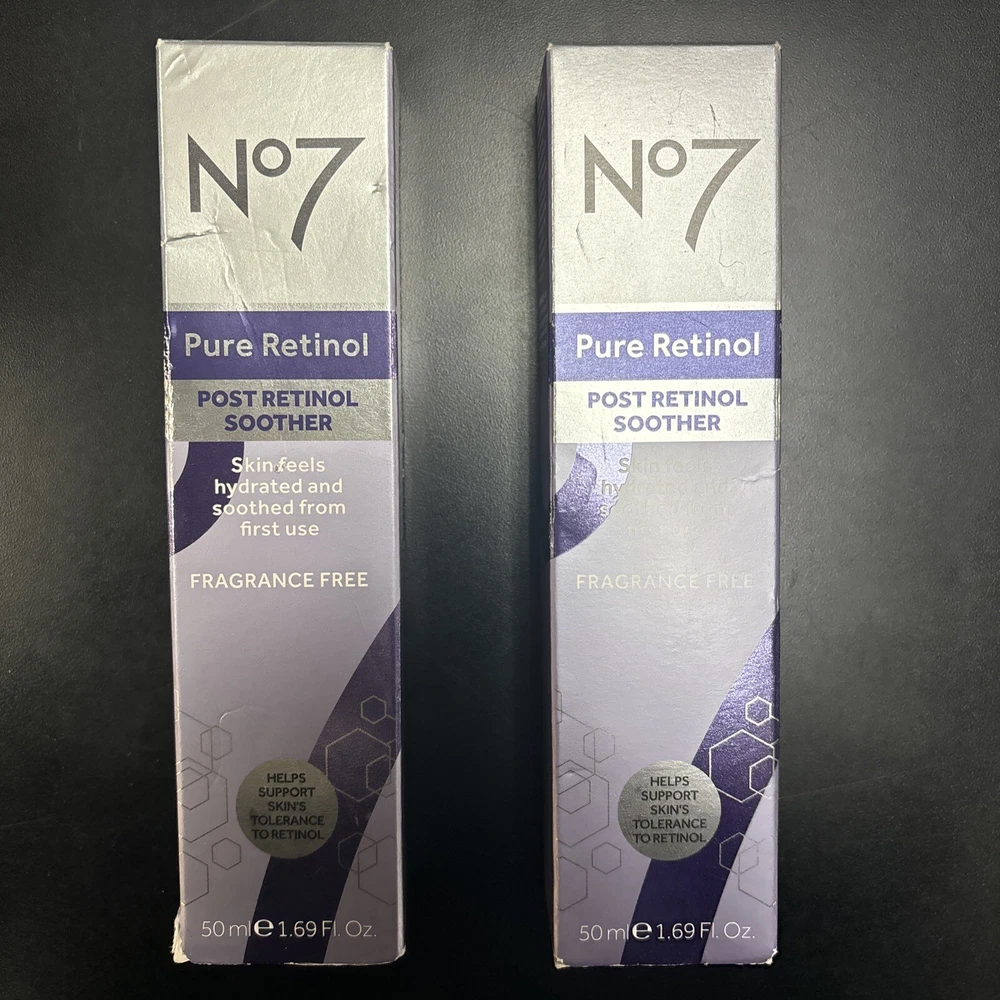 No7
Pure Retinol
POST RETINOL
SOOTHER
Skin feels
hydrated and
soothed from
first use
FRAGRANCE FREE
HELPS
SUPPORT
SKIN'S
TOLERANCE
TO RETINOL
50 ml e 1.69 Fl. Oz.
No7
Pure Retinol
POST RETINOL
SOOTHER
Skin
FRAGRANCE FREE
HELPS
SUPPORT
SKIN'S
TOLERANCE
TO RETINOL
50 ml e 1.69 Fl. Oz.